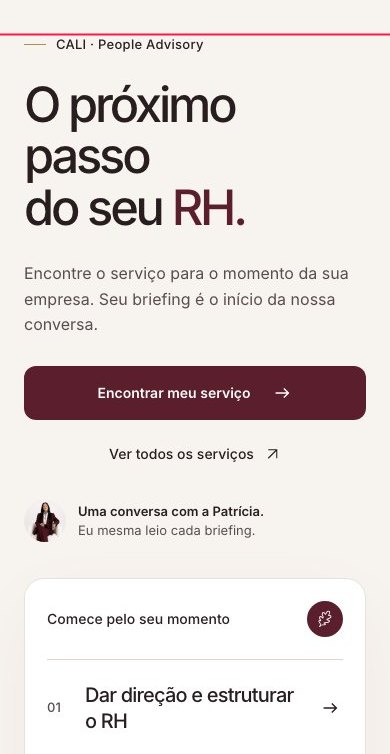 CALI · People Advisory
O próximo
passo
do seu RH.
Encontre o serviço para o momento da sua
empresa. Seu briefing é o início da nossa
conversa.
Encontrar meu serviço →
Ver todos os serviços ↗
Uma conversa com a Patrícia.
Eu mesma leio cada briefing.
Comece pelo seu momento
01 Dar direção e estruturar →
o RH